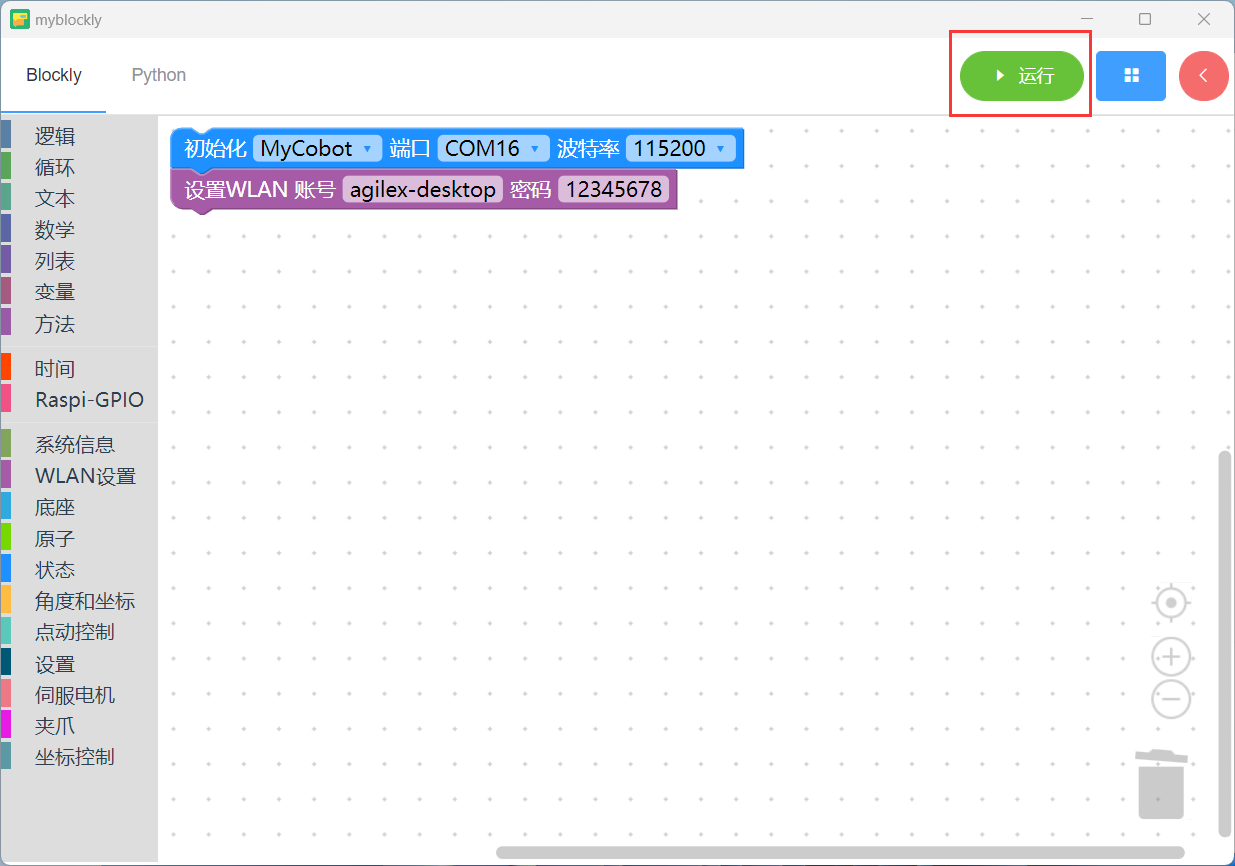 myblockly
Blockly Python 运行
初始化 MyCobot 端口 COM16 波特率 115200
设置WLAN 账号 agilex-desktop 密码 12345678
逻辑
循环
文本
数学
列表
变量
方法
时间
Raspi-GPIO
系统信息
WLAN设置
底座
原子
状态
角度和坐标
点动控制
设置
伺服电机
夹爪
坐标控制